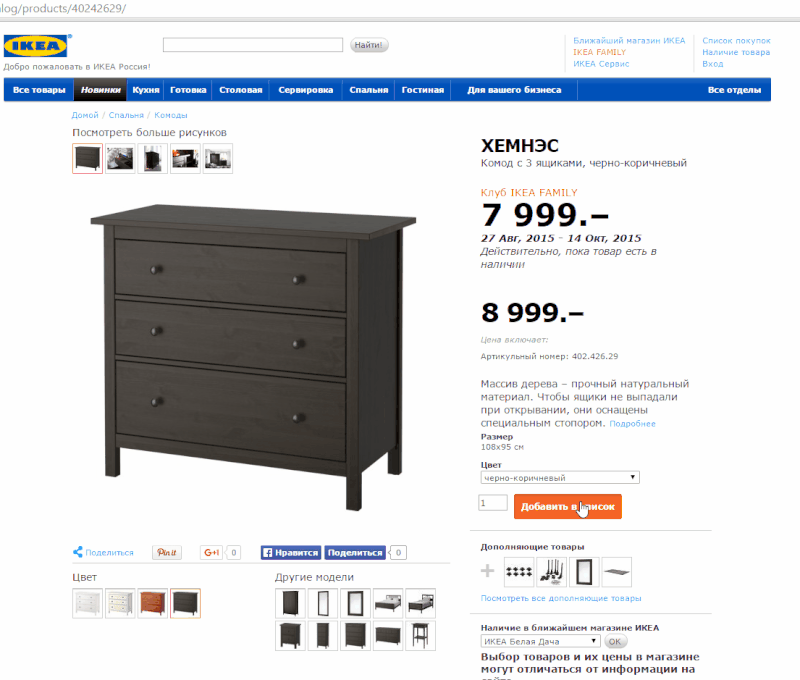 alog/products/40242629/
IKEA
®
Найти!
Ближайший магазин ИКЕА
IKEA FAMILY
ИКЕА Сервис
Список покупок
Наличие товара
Вход
Добро пожаловать в ИКЕА Россия!
Все товары Новинки Кухня Готовка Столовая Сервировка Спальня Гостиная Для вашего бизнеса Все отделы
Домой / Спальня / Комоды
Посмотреть больше рисунков
ХЕМНЭС
Комод с 3 ящиками, черно-коричневый
Клуб IKEA FAMILY
7 999.–
27 Авг, 2015 - 14 Окт, 2015
Действительно, пока товар есть в
наличии
8 999.–
Цена включает:
Артикульный номер: 402.426.29
Массив дерева – прочный натуральный
материал. Чтобы ящики не выпадали
при открывании, они оснащены
специальным стопором. Подробнее
Размер
108x95 см
Цвет
черно-коричневый
1
Добавить в
Поделиться
Pin it
G+1 0
Нравится
Поделиться 0
Цвет
Другие модели
Дополняющие товары
+
Посмотреть все дополняющие товары
Наличие в ближайшем магазине ИКЕА
ИКЕА Белая Дача
OK
Выбор товаров и их цены в магазине
могут отличаться от информации на